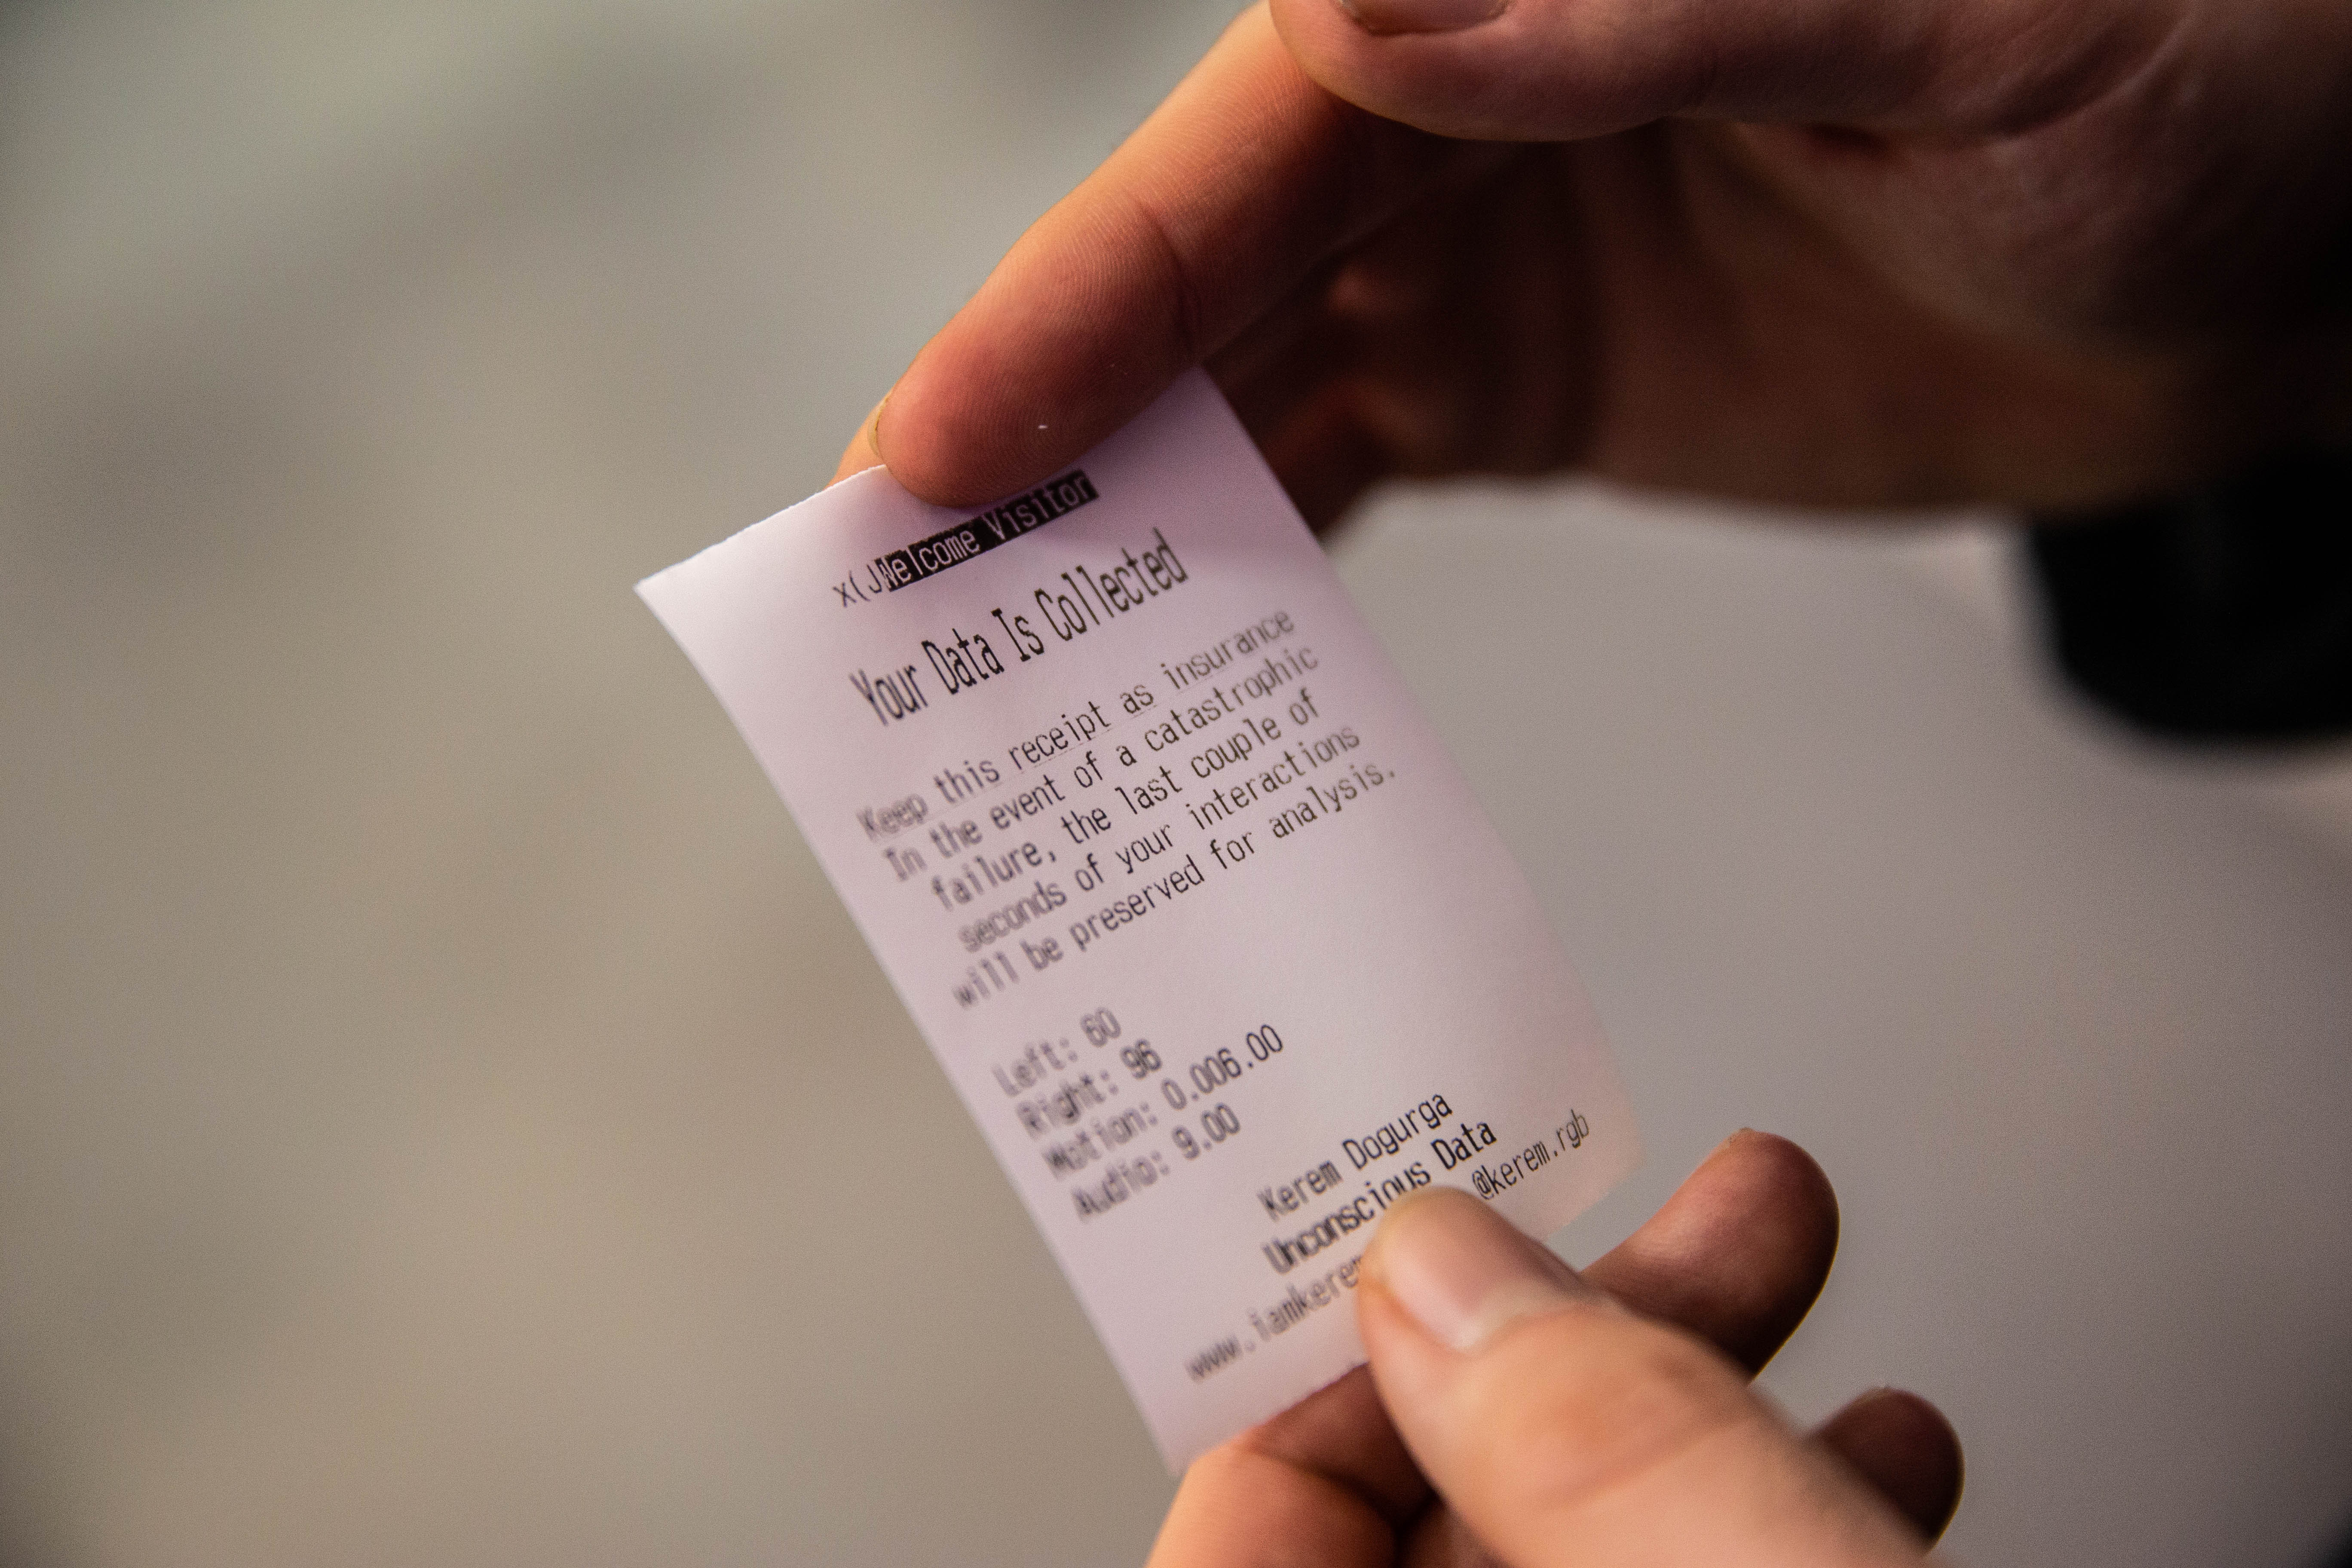 x(JWelcome Visitor
Your Data Is Collected
Keep this receipt as insurance
In the event of a catastrophic
failure, the last couple of
seconds of your interactions
will be preserved for analysis.
Left: 60
Right: 96
Motion: 0.006.00
Audio: 9.00
Kerem Dogurga
Unconscious Data
@kerem.rgb